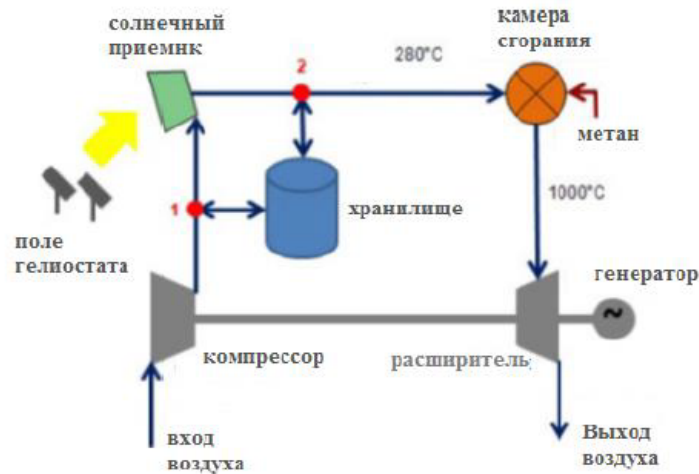 солнечный
приемнк
камера
сгорания
2
280°C
метан
1
хранилище
1000°C
поле
гелиостата
генератор
~
компрессор
расширитель
вход
воздуха
Выход
воздуха